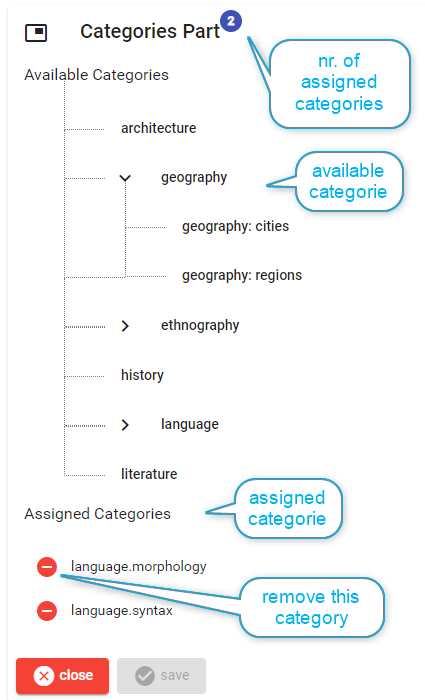 Categories Part 2
nr. of
assigned
categories
Available Categories
architecture
geography
available
categorie
geography: cities
geography: regions
ethnography
history
language
literature
assigned
categorie
Assigned Categories
language.morphology
remove this
category
language.syntax
close
save